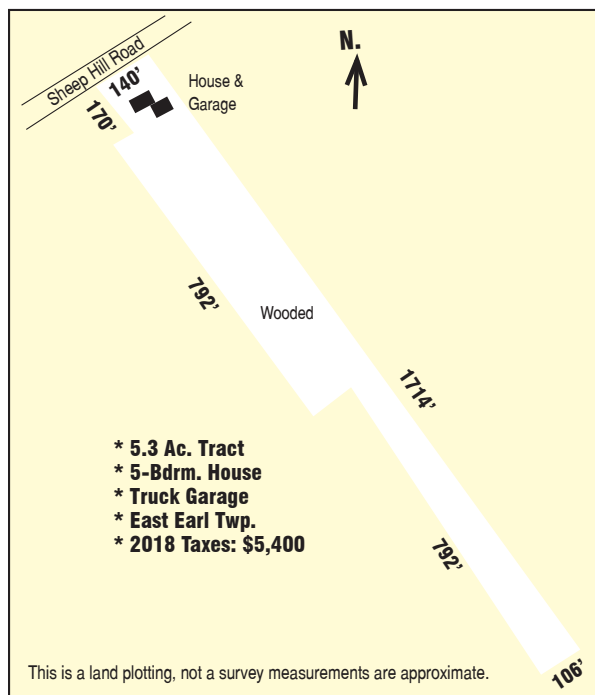 N.
Sheep Hill Road
140’
House &
Garage
170’
792’
Wooded
1714’
* 5.3 Ac. Tract
* 5-Bdrm. House
* Truck Garage
* East Earl Twp.
* 2018 Taxes: $5,400
792’
106’
This is a land plotting, not a survey measurements are approximate.